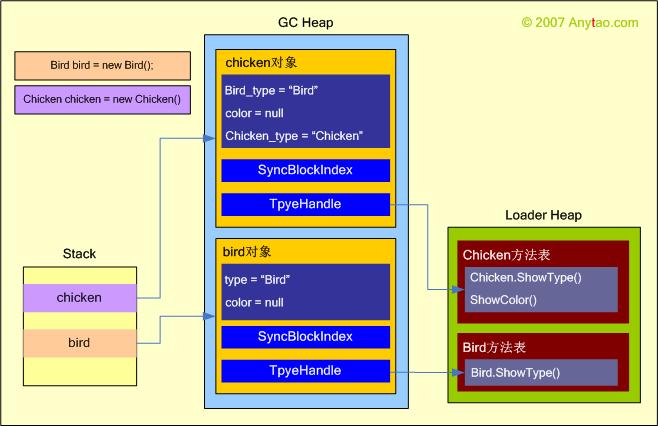 GC Heap
© 2007 Anytao.com
Bird bird = new Bird();
Chicken chicken = new Chicken()
chicken对象
Bird_type = “Bird”
color = null
Chicken_type = “Chicken”
SyncBlockIndex
TpyeHandle
bird对象
type = “Bird”
color = null
SyncBlockIndex
TpyeHandle
Stack
chicken
bird
Loader Heap
Chicken方法表
Chicken.ShowType()
ShowColor()
Bird方法表
Bird.ShowType()